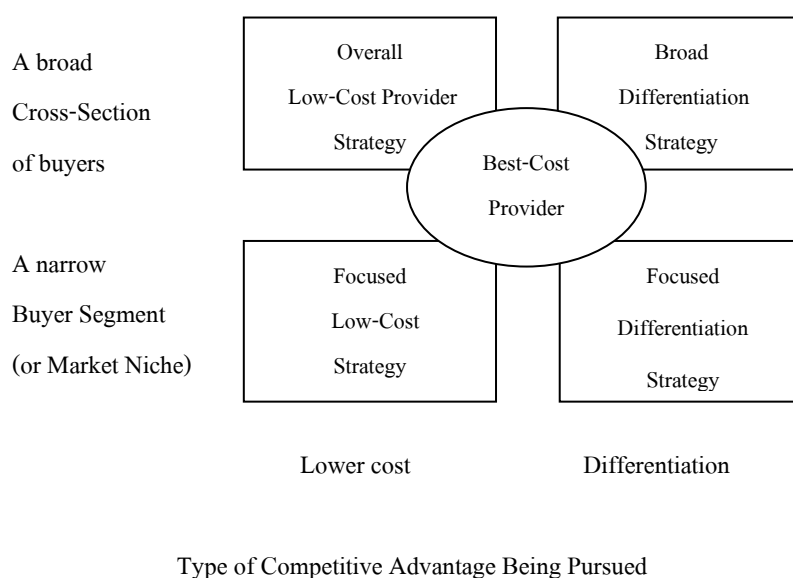 A broad
Cross-Section
of buyers
Overall
Low-Cost Provider
Strategy
Broad
Differentiation
Strategy
Best-Cost
Provider
A narrow
Buyer Segment
(or Market Niche)
Focused
Low-Cost
Strategy
Focused
Differentiation
Strategy
Lower cost
Differentiation
Type of Competitive Advantage Being Pursued